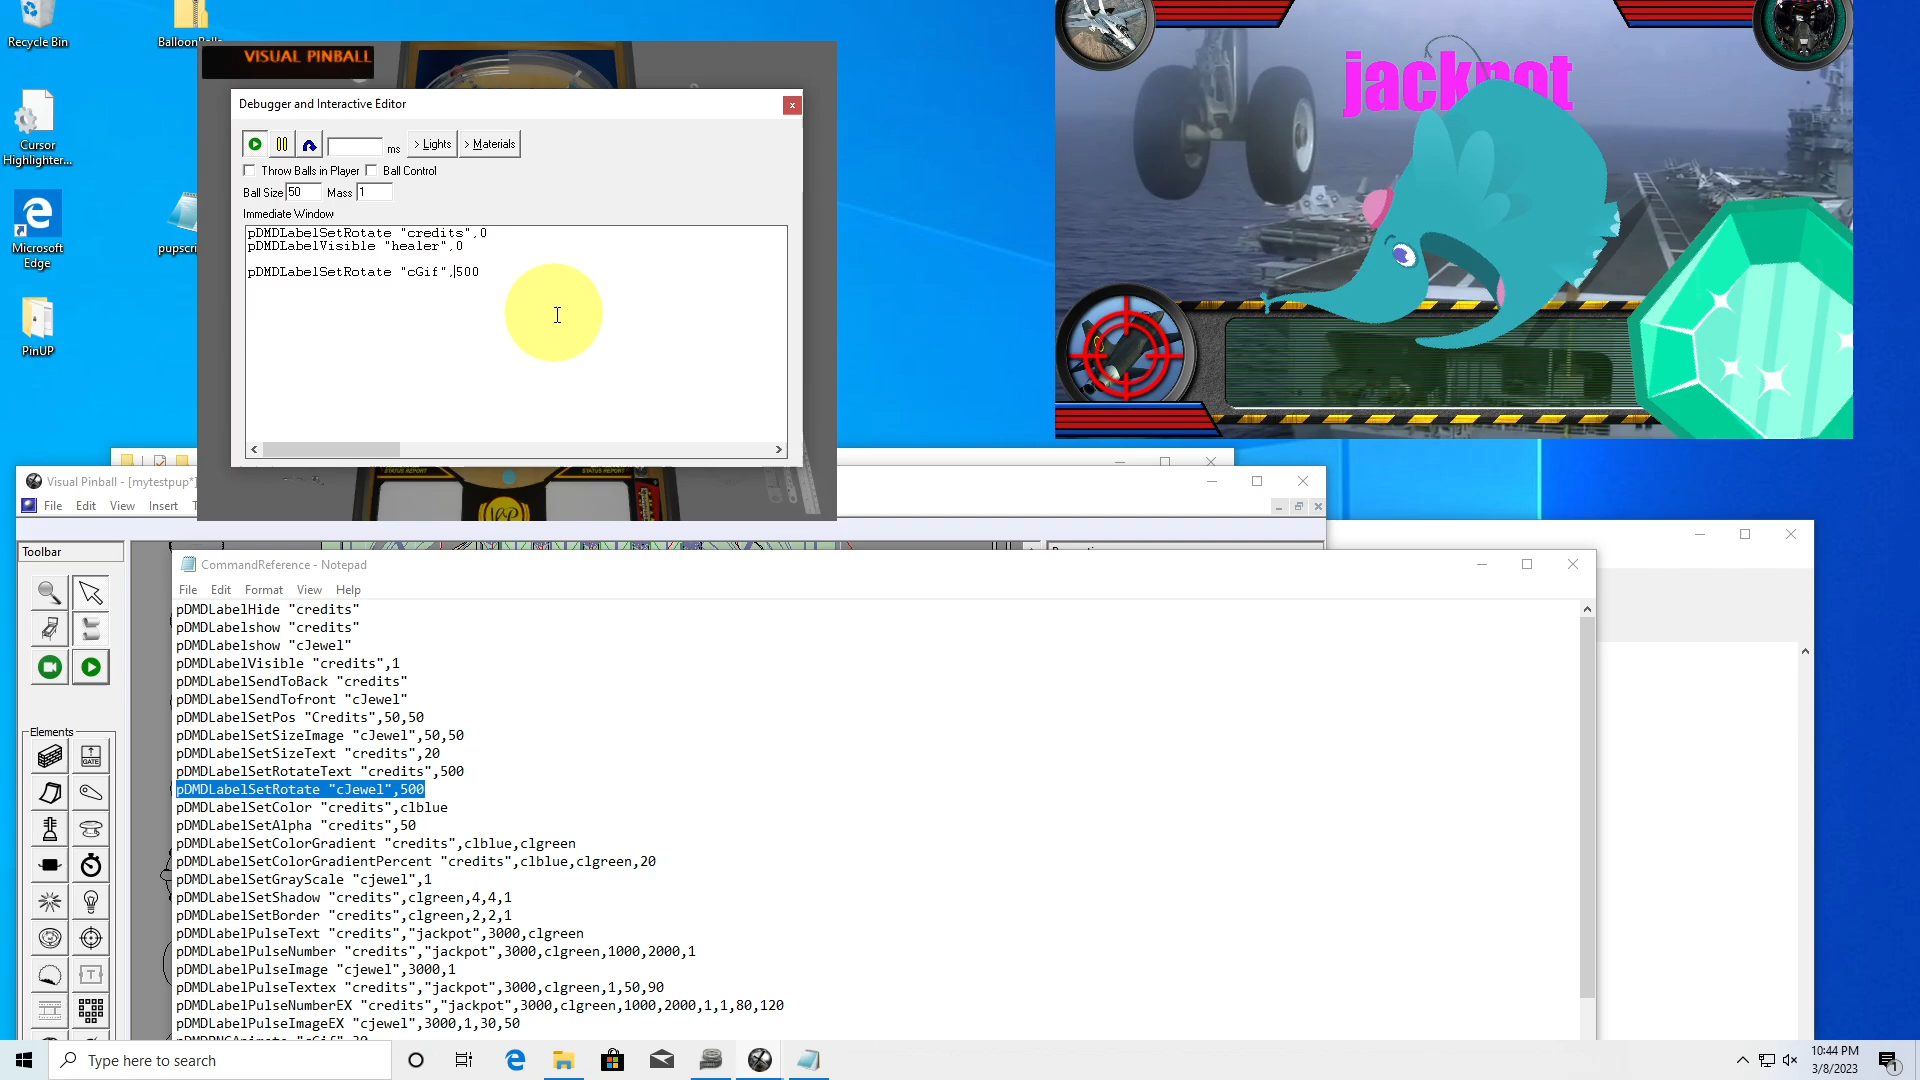 Recycle Bin
Cursor
Highlighter...
Microsoft
Edge
pupscri
PinUP
VISUAL PINBALL
Debugger and Interactive Editor
ms
> Lights
> Materials
Throw Balls in Player
Ball Control
Ball Size 50
Mass 1
Immediate Window
pDMDLabelSetRotate "credits",0
pDMDLabelVisible "healer",0
pDMDLabelSetRotate "cGif",500
jackpot
STATUS REPORT
STATUS REPORT
Visual Pinball - [mytestpup*]
File Edit View Insert T
Toolbar
Elements
GATE
CommandReference - Notepad
File Edit Format View Help
pDMDLabelHide "credits"
pDMDLabelshow "credits"
pDMDLabelshow "cJewel"
pDMDLabelVisible "credits",1
pDMDLabelSendToBack "credits"
pDMDLabelSendTofront "cJewel"
pDMDLabelSetPos "Credits",50,50
pDMDLabelSetSizeImage "cJewel",50,50
pDMDLabelSetSizeText "credits",20
pDMDLabelSetRotateText "credits",500
pDMDLabelSetRotate "cJewel",500
pDMDLabelSetColor "credits",clblue
pDMDLabelSetAlpha "credits",50
pDMDLabelSetColorGradient "credits",clblue,clgreen
pDMDLabelSetColorGradientPercent "credits",clblue,clgreen,20
pDMDLabelSetGrayScale "cjewel",1
pDMDLabelSetShadow "credits",clgreen,4,4,1
pDMDLabelSetBorder "credits",clgreen,2,2,1
pDMDLabelPulseText "credits","jackpot",3000,clgreen
pDMDLabelPulseNumber "credits","jackpot",3000,clgreen,1000,2000,1
pDMDLabelPulseImage "cjewel",3000,1
pDMDLabelPulseTextex "credits","jackpot",3000,clgreen,1,50,90
pDMDLabelPulseNumberEX "credits","jackpot",3000,clgreen,1000,2000,1,1,80,120
pDMDLabelPulseImageEX "cjewel",3000,1,30,50
Type here to search
10:44 PM
3/8/2023
1